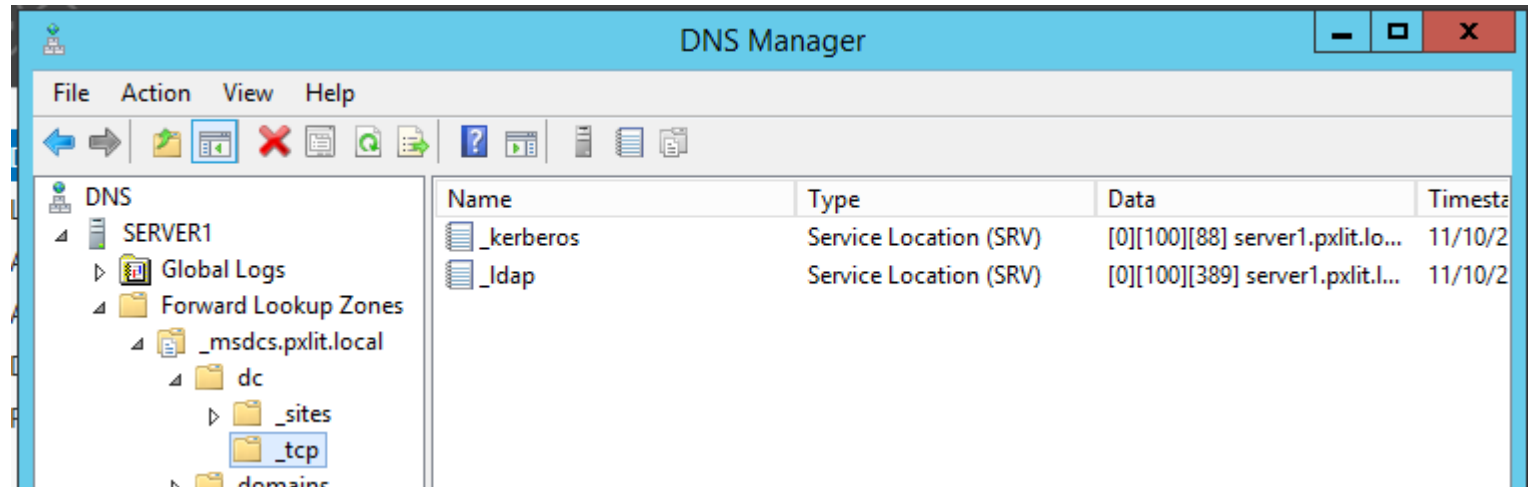 DNS Manager
File Action View Help
DNS
SERVER1
Global Logs
Forward Lookup Zones
_msdcs.pxlit.local
dc
_sites
_tcp
domains
Name Type Data Timesta
_kerberos Service Location (SRV) [0][100][88] server1.pxlit.lo... 11/10/2
_ldap Service Location (SRV) [0][100][389] server1.pxlit.l... 11/10/2